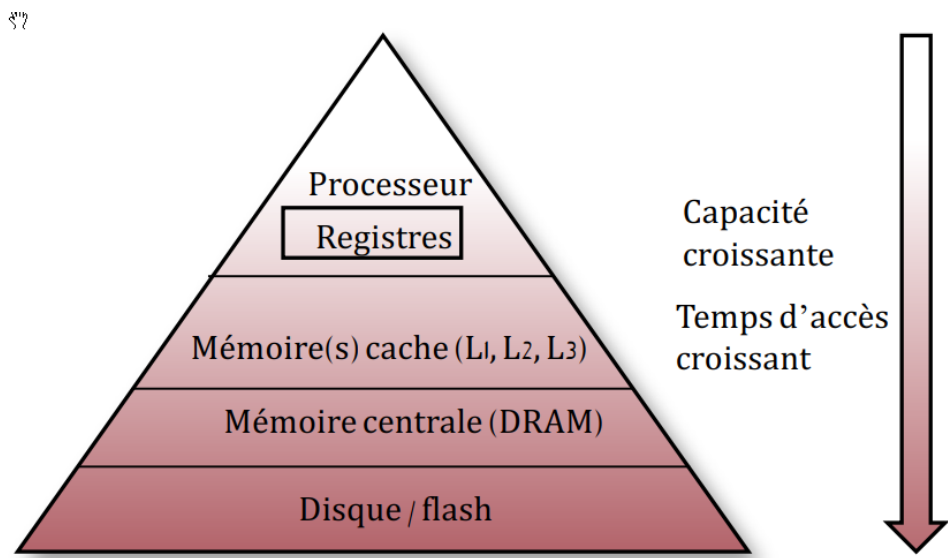 Processeur
Registres
Capacité
croissante
Temps d’accès
croissant
Mémoire(s) cache (L1, L2, L3)
Mémoire centrale (DRAM)
Disque / flash